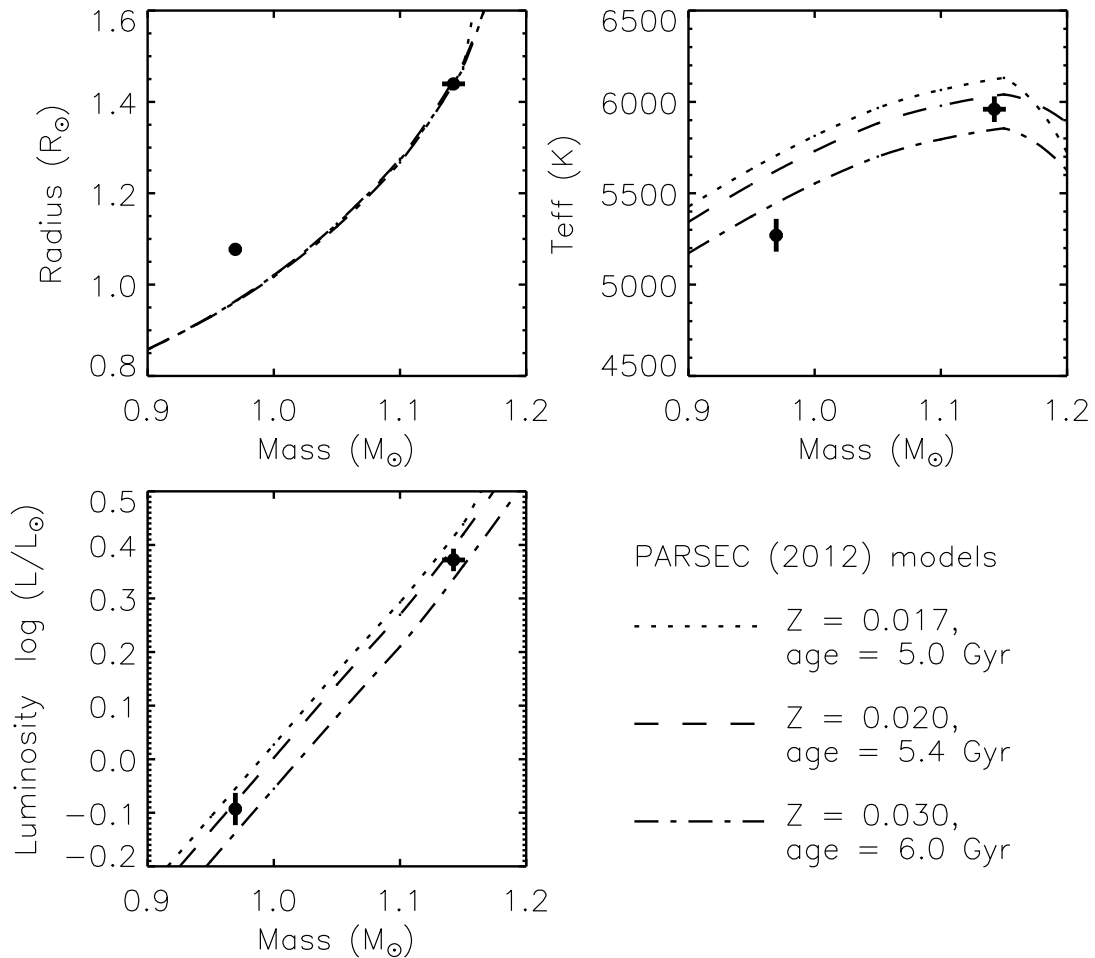 1.6
1.4
1.2
1.0
0.8
Radius (R⊙)
0.9 1.0 1.1 1.2
Mass (M⊙)
6500
6000
5500
5000
4500
Teff (K)
0.9 1.0 1.1 1.2
Mass (M⊙)
0.5
0.4
0.3
0.2
0.1
0.0
−0.1
−0.2
Luminosity log (L/L⊙)
0.9 1.0 1.1 1.2
Mass (M⊙)
PARSEC (2012) models
Z = 0.017,
age = 5.0 Gyr
Z = 0.020,
age = 5.4 Gyr
Z = 0.030,
age = 6.0 Gyr